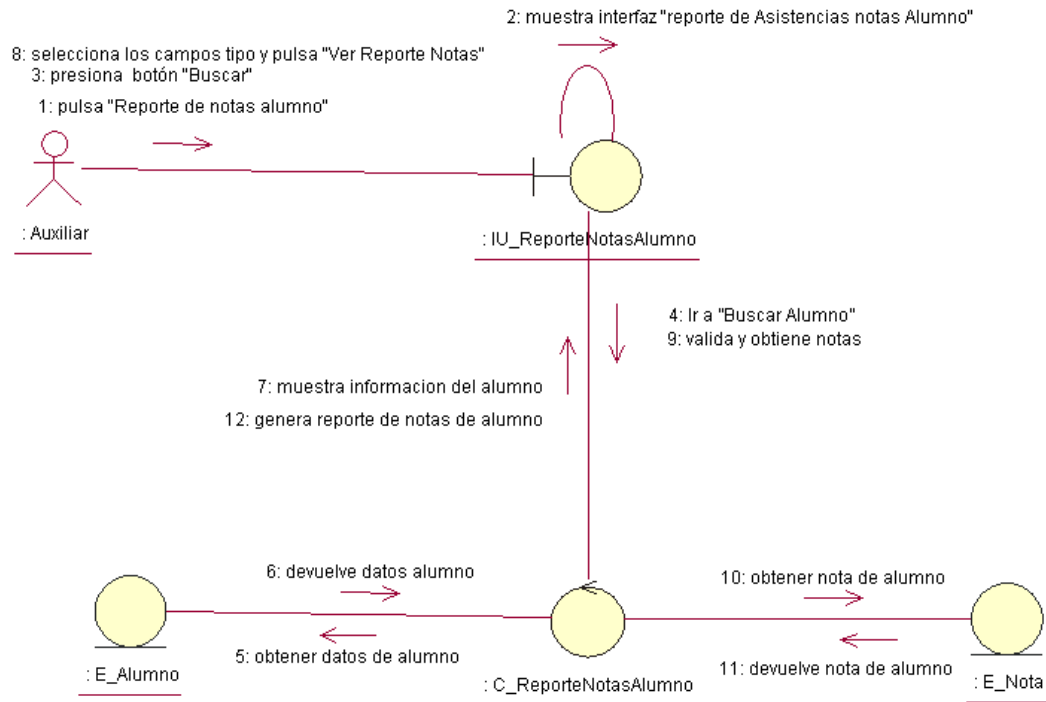 2: muestra interfaz "reporte de Asistencias notas Alumno"
8: selecciona los campos tipo y pulsa "Ver Reporte Notas"
3: presiona botón "Buscar"
1: pulsa "Reporte de notas alumno"
: Auxiliar
: IU_ReporteNotasAlumno
4: Ir a "Buscar Alumno"
9: valida y obtiene notas
7: muestra informacion del alumno
12: genera reporte de notas de alumno
6: devuelve datos alumno
10: obtener nota de alumno
5: obtener datos de alumno
11: devuelve nota de alumno
: E_Alumno
: C_ReporteNotasAlumno
: E_Nota